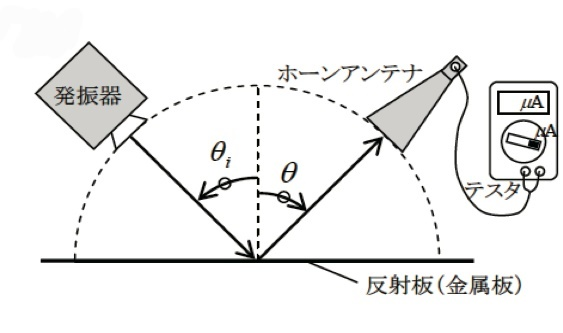 発振器
ホーンアンテナ
μA
μA
θi
θ
テスタ
反射板(金属板)